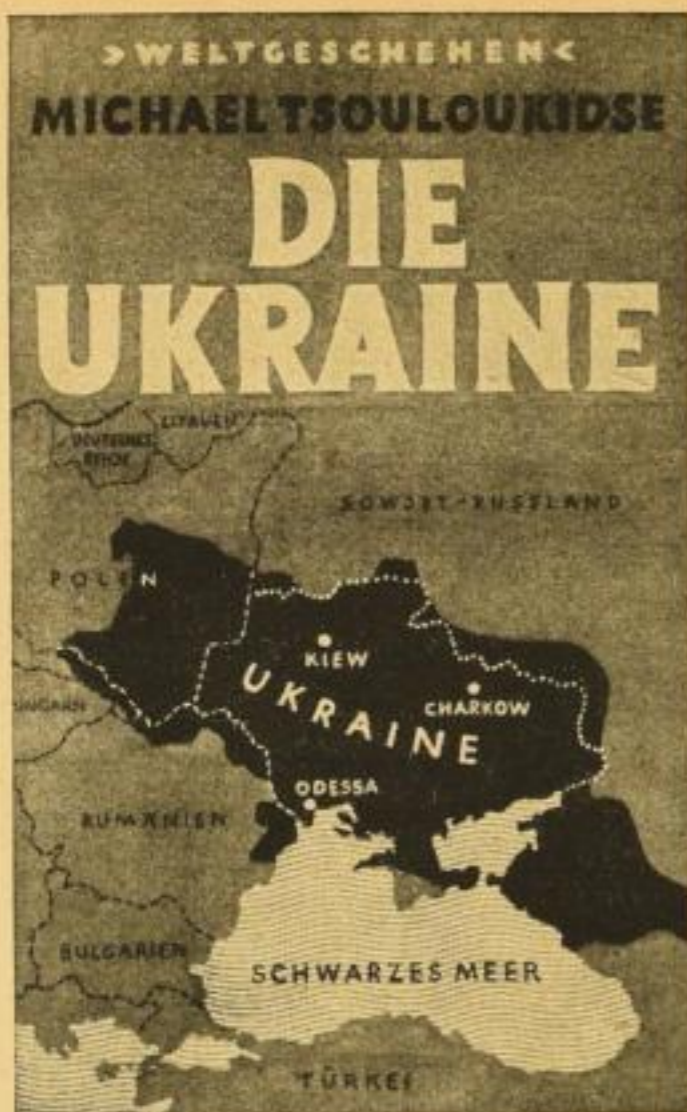 >WELTGESCHEHEN<
MICHAEL TSOULOUKIDSE
DIE
UKRAINE
LITAUEN
DEUTSCHES
REICH
SOWJET-RUSSLAND
POLEN
KIEW
UKRAINE
CHARKOW
UNGARN
ODESSA
RUMÄNIEN
BULGARIEN
SCHWARZES MEER
TÜRKEI